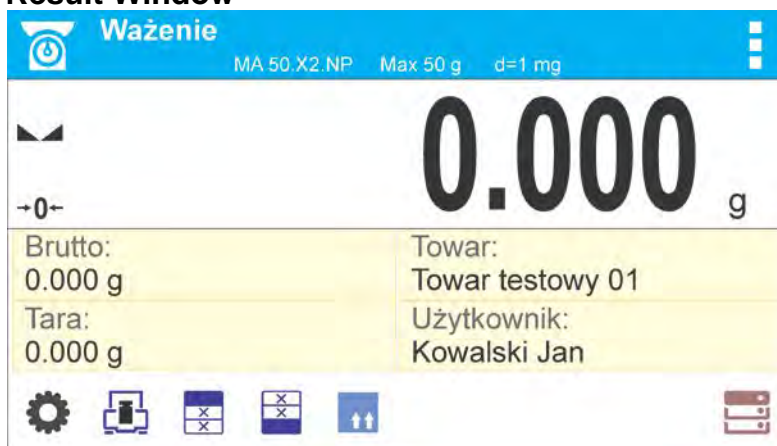 Result Window
Ważenie
MA 50.X2.NP Max 50 g d=1 mg
0.000 g
→0←
Brutto:
0.000 g
Towar:
Towar testowy 01
Tara:
0.000 g
Użytkownik:
Kowalski Jan